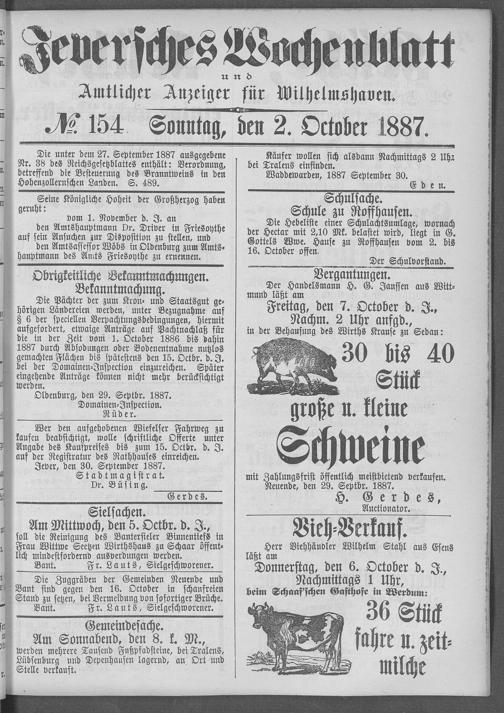 Jeversches Wochenblatt
und
Amtlicher Anzeiger für Wilhelmshaven.
№ 154 Sonntag, den 2. October 1887.
Die unter dem 27. September 1887 ausgegebene
Nr. 38 des Reichsgesetzblattes enthält: Verordnung,
betreffend die Besteuerung des Branntweins in den
Hohenzollernschen Landen. S. 489.
Seine Königliche Hoheit der Großherzog haben
geruht:
vom 1. November d. J. an
den Amtshauptmann Dr. Driver in Friesoythe
auf sein Ansuchen zur Disposition zu stellen, und
den Amtsassessor Wöbs in Oldenburg zum Amts-
hauptmann des Amts Friesoythe zu ernennen.
Obrigkeitliche Bekanntmachungen.
Bekanntmachung.
Die Pächter der zum Kron- und Staatsgut ge-
hörigen Ländereien werden, unter Bezugnahme auf
§ 6 der speciellen Verpachtungsbedingungen, hiermit
aufgefordert, etwaige Anträge auf Pachtnachlaß für
die in der Zeit vom 1. October 1886 bis dahin
1887 durch Absodungen oder Bodenentnahme nutzlos
gemachten Flächen bis spätestens den 15. Octbr. d. J.
bei der Domainen-Inspection einzureichen. Später
eingehende Anträge können nicht mehr berücksichtigt
werden.
Oldenburg, den 29. Septbr. 1887.
Domainen-Inspection.
Rüder.
Wer den aufgehobenen Wiefelser Fahrweg zu
kaufen beabsichtigt, wolle schriftliche Offerte unter
Angabe des Kaufpreises bis zum 15. Octbr. d. J.
auf der Registratur des Rathhauses einreichen.
Jever, den 30. September 1887.
Stadtmagistrat.
Dr. Büsing.
Gerdes.
Sielsachen.
Am Mittwoch, den 5. Octbr. d. J.,
soll die Reinigung des Banterfieler Binnentiefs in
Frau Wittwe Seetzen Wirthshaus zu Schaar öffent-
lich mindestfordernd ausverdungen werden.
Bant. Fr. Lauts, Sielgeschworener.
Die Zuggräben der Gemeinden Neuende und
Bant sind gegen den 16. October in schaufreien
Stand zu setzen, bei Vermeidung von sofortiger Brüche.
Bant. Fr. Lauts, Sielgeschworener.
Gemeindesache.
Am Sonnabend, den 8. k. M.,
werden mehrere Tausend Fußpfadsteine, bei Tralens,
Lübsenburg und Depenhausen lagernd, an Ort und
Stelle verkauft.
Käufer wollen sich alsdann Nachmittags 2 Uhr
bei Tralens einfinden.
Waddewarden, 1887 September 30.
Eden.
Schulsache.
Schule zu Roffhausen.
Die Hebeliste einer Schulachtsumlage, wornach
der Hectar mit 2,10 Mk. belastet wird, liegt in G.
Gottels Wwe. Hause zu Roffhausen vom 2. bis
16. October offen.
Der Schulvorstand.
Vergantungen.
Der Handelsmann H. G. Janssen aus Witt-
mund läßt am
Freitag, den 7. October d. J.,
Nachm. 2 Uhr anfgd.,
in der Behausung des Wirths Krause zu Sedan:
30 bis 40
Stück
große u. kleine
Schweine
mit Zahlungsfrist öffentlich meistbietend verkaufen.
Neuende, den 29. Septbr. 1887.
H. Gerdes,
Auctionator.
Vieh-Verkauf.
Herr Viehhändler Wilhelm Stahl aus Esens
läßt am
Donnerstag, den 6. October d. J.,
Nachmittags 1 Uhr,
beim Schaaf'schen Gasthofe in Werdum:
36 Stück
fahre u. zeit-
milche